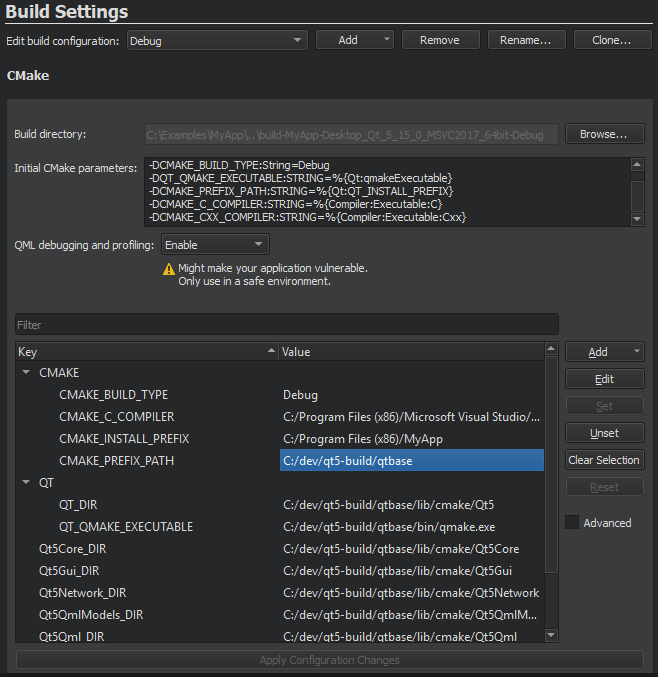 Build Settings
Edit build configuration: Debug Add Remove Rename... Clone...
CMake
Build directory: C:\Examples\MyApp\..\build-MyApp-Desktop_Qt_5_15_0_MSVC2017_64bit-Debug Browse...
Initial CMake parameters: -DCMAKE_BUILD_TYPE:String=Debug
-DQT_QMAKE_EXECUTABLE:STRING=%{Qt:qmakeExecutable}
-DCMAKE_PREFIX_PATH:STRING=%{Qt:QT_INSTALL_PREFIX}
-DCMAKE_C_COMPILER:STRING=%{Compiler:Executable:C}
-DCMAKE_CXX_COMPILER:STRING=%{Compiler:Executable:Cxx}
QML debugging and profiling: Enable
Might make your application vulnerable.
Only use in a safe environment.
Filter
Key Value Add
CMAKE
Edit
CMAKE_BUILD_TYPE Debug
Set
CMAKE_C_COMPILER C:/Program Files (x86)/Microsoft Visual Studio/...
CMAKE_INSTALL_PREFIX C:/Program Files (x86)/MyApp Unset
CMAKE_PREFIX_PATH C:/dev/qt5-build/qtbase Clear Selection
QT Reset
QT_DIR C:/dev/qt5-build/qtbase/lib/cmake/Qt5
QT_QMAKE_EXECUTABLE C:/dev/qt5-build/qtbase/bin/qmake.exe Advanced
Qt5Core_DIR C:/dev/qt5-build/qtbase/lib/cmake/Qt5Core
Qt5Gui_DIR C:/dev/qt5-build/qtbase/lib/cmake/Qt5Gui
Qt5Network_DIR C:/dev/qt5-build/qtbase/lib/cmake/Qt5Network
Qt5QmlModels_DIR C:/dev/qt5-build/qtbase/lib/cmake/Qt5QmlM...
Qt5Qml_DIR C:/dev/qt5-build/qtbase/lib/cmake/Qt5Qml
Apply Configuration Changes